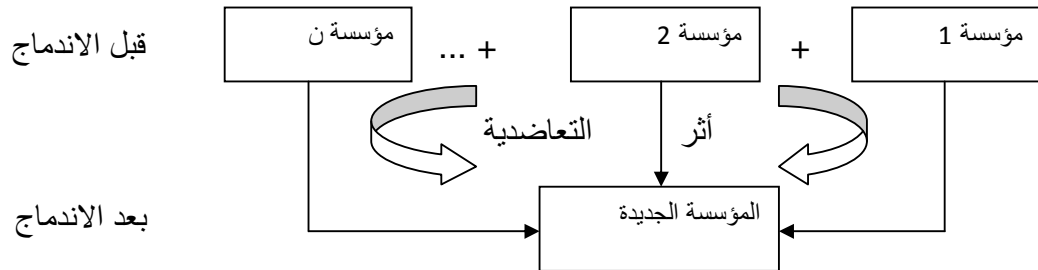 قبل الاندماج
مؤسسة 1 + مؤسسة 2 + ... مؤسسة ن
أثر التعاضدية
بعد الاندماج
المؤسسة الجديدة